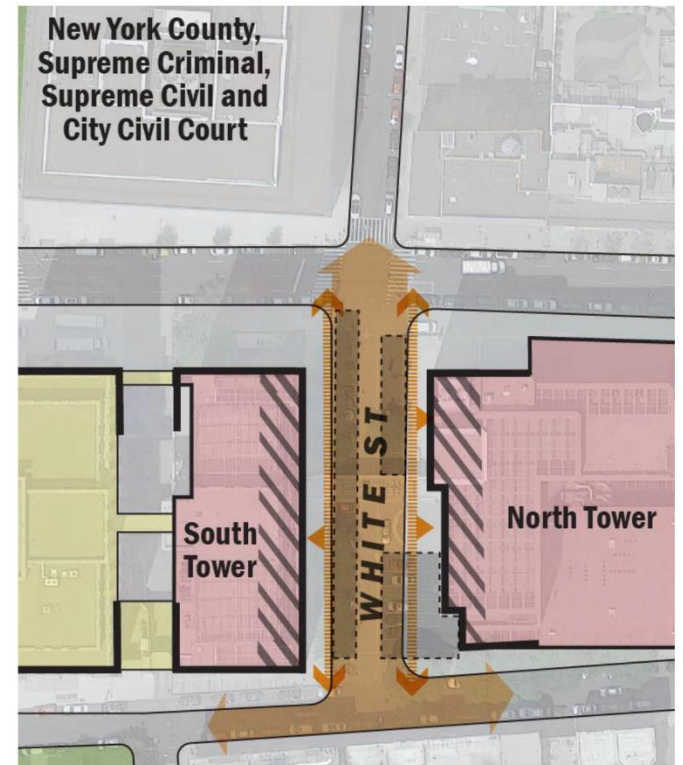 New York County,
Supreme Criminal,
Supreme Civil and
City Civil Court
WHITE ST
South
Tower
North Tower